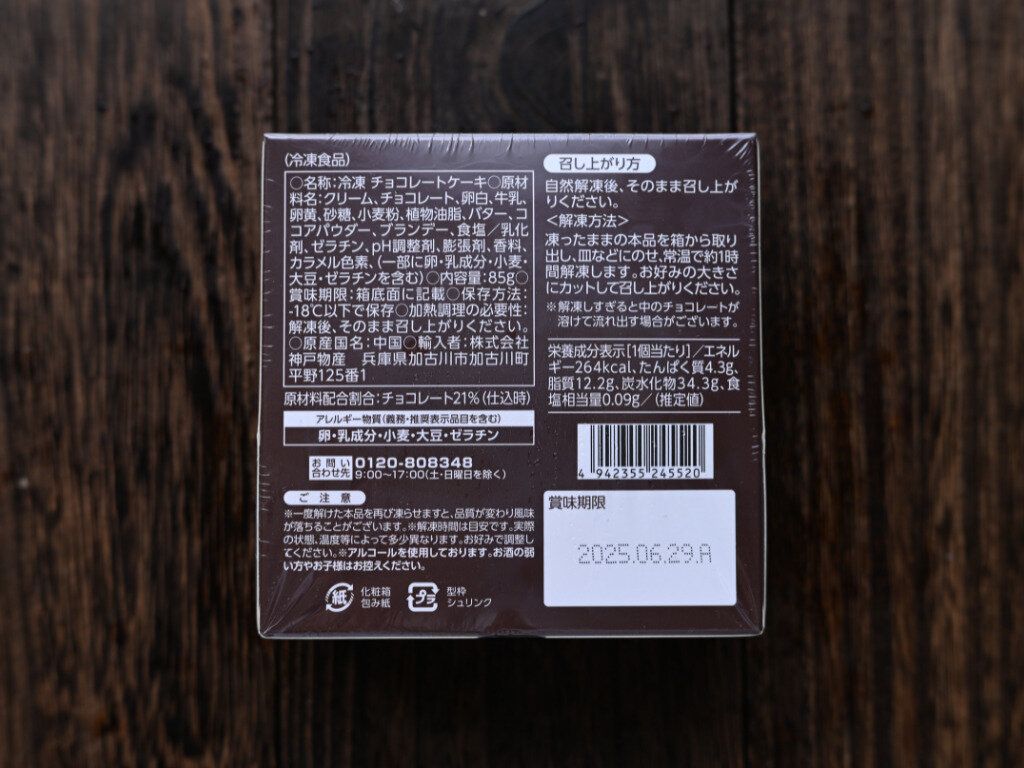 (冷凍食品)
○名称:冷凍 チョコレートケーキ○原材
料名:クリーム、チョコレート、卵白、牛乳、
卵黄、砂糖、小麦粉、植物油脂、バター、コ
コアパウダー、ブランデー、食塩／乳化
剤、ゼラチン、pH調整剤、膨張剤、香料、
カラメル色素、(一部に卵・乳成分・小麦・
大豆・ゼラチンを含む)○内容量:85g○
賞味期限:箱底面に記載○保存方法:
-18℃以下で保存○加熱調理の必要性:
解凍後、そのまま召し上がりください。
○原産国名:中国○輸入者:株式会社
神戸物産 兵庫県加古川市加古川町
平野125番1
原材料配合割合:チョコレート21%(仕込時)
アレルギー物質(義務・推奨表示品目を含む)
卵・乳成分・小麦・大豆・ゼラチン
お問い
合わせ先
0120-808348
9:00〜17:00(土・日曜日を除く)
ご注意
※一度解けた本品を再び凍らせますと、品質が変わり風味
が落ちることがございます。※解凍時間は目安です。実際
の状態、温度等によって多少異なります。お好みで調整し
てください。※アルコールを使用しております。お酒の弱
い方やお子様はお控えください。
紙
化粧箱
包み紙
プラ
型枠
シュリンク
召し上がり方
自然解凍後、そのまま召し上が
りください。
<解凍方法>
凍ったままの本品を箱から取り
出し、皿などにのせ、常温で約1時
間解凍します。お好みの大きさ
にカットして召し上がりください。
※解凍しすぎると中のチョコレートが
溶けて流れ出す場合がございます。
栄養成分表示[1個当たり]／エネル
ギー264kcal、たんぱく質4.3g、
脂質12.2g、炭水化物34.3g、食
塩相当量0.09g／(推定値)
4 942355 245520
賞味期限
2025.06.29.A